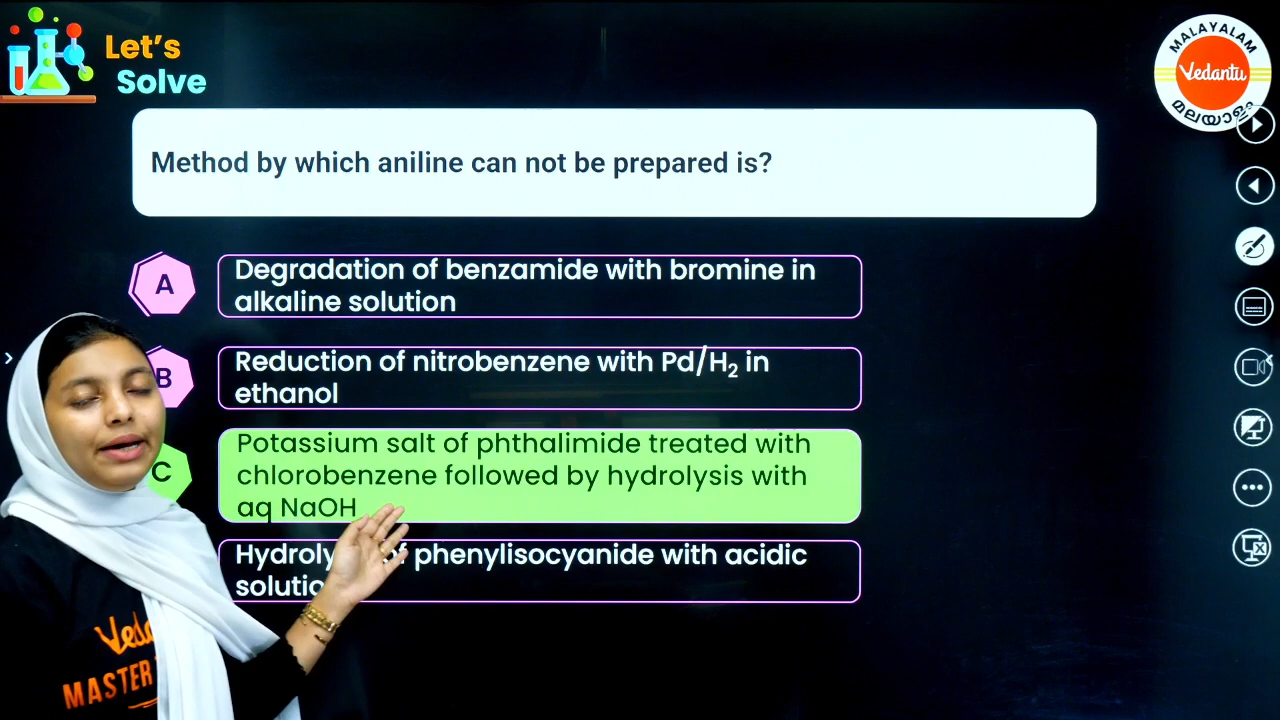 Let's
Solve
MALAYALAM
Vedantu
മലയാളം
Method by which aniline can not be prepared is?
A
Degradation of benzamide with bromine in
alkaline solution
B
Reduction of nitrobenzene with Pd/H₂ in
ethanol
C
Potassium salt of phthalimide treated with
chlorobenzene followed by hydrolysis with
aq NaOH
phenylisocyanide with acidic
MASTER